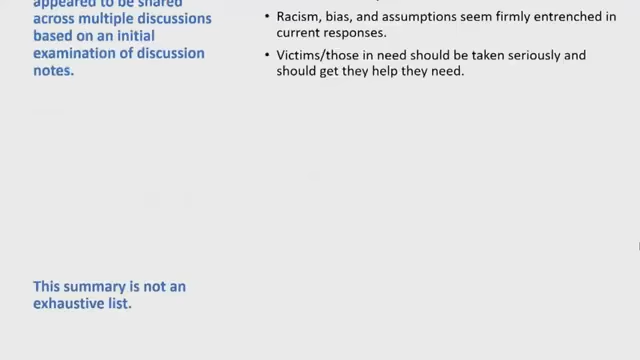 appeared to be shared
across multiple discussions
based on an initial
examination of discussion
notes.
• Racism, bias, and assumptions seem firmly entrenched in
current responses.
• Victims/those in need should be taken seriously and
should get they help they need.
This summary is not an
exhaustive list.